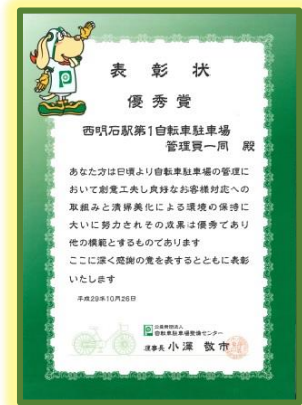 表彰状
優秀賞
西明石駅第1自転車駐車場
管理員一同 殿
あなた方は日頃より自転車駐車場の管理に
おいて創意工夫し良好なお客様対応への
取組みと清掃美化による環境の保持に
大いに努力されその成果は優秀であり
他の模範とするものであります
ここに深く感謝の意を表するとともに表彰
いたします
平成29年10月26日
公益財団法人
自転車駐車場整備センター
理事長 小澤 敬市